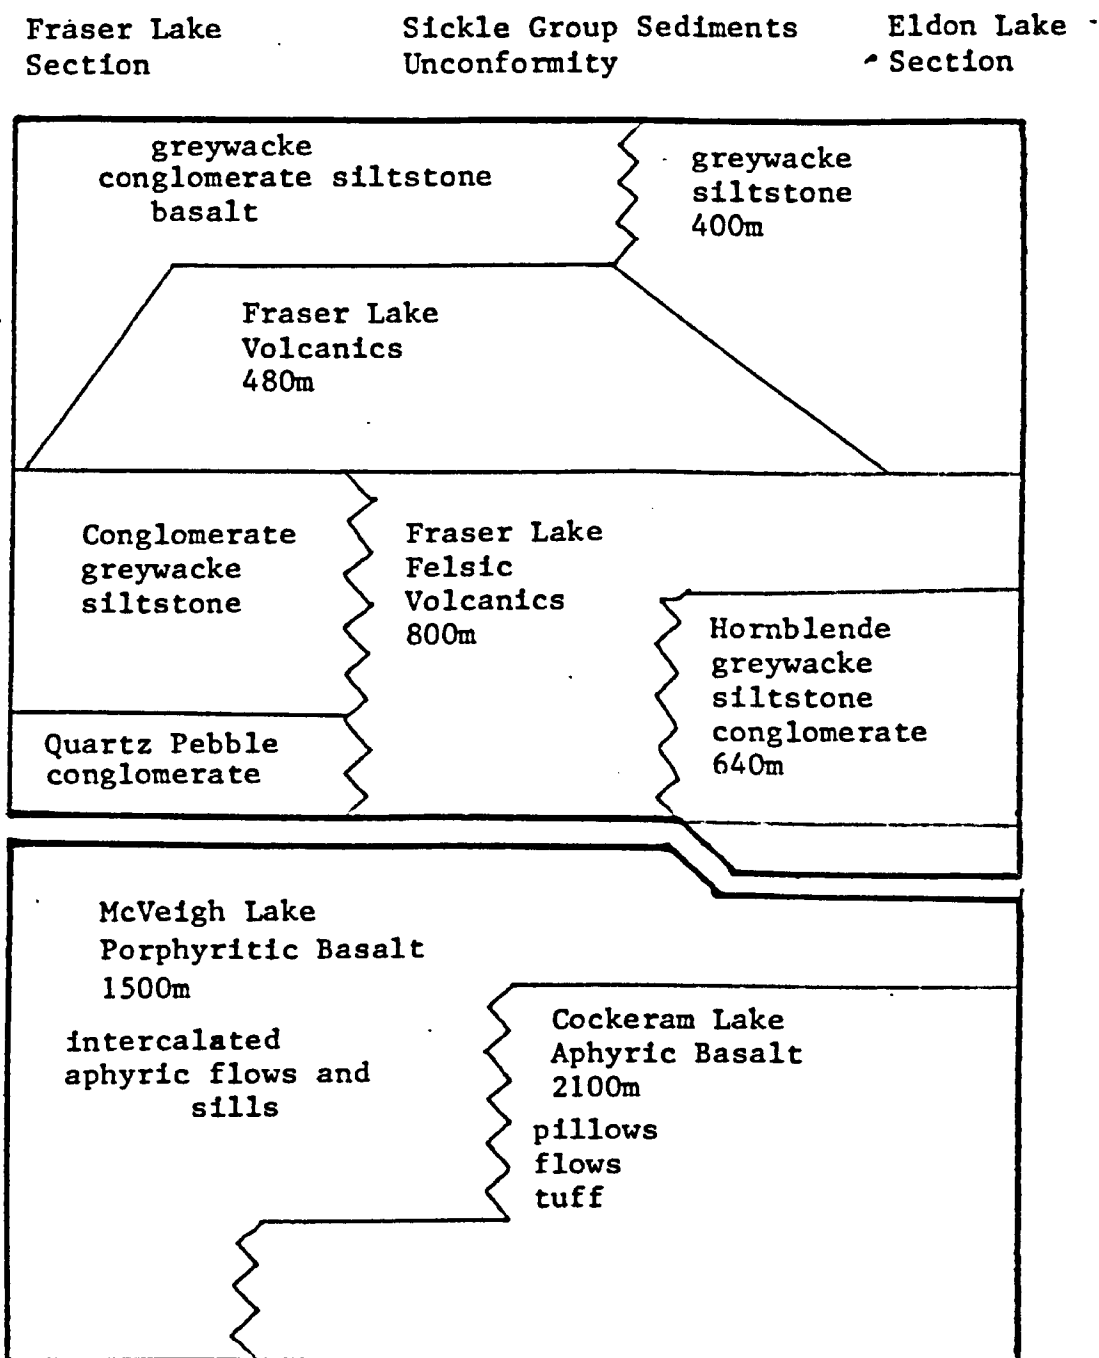 Fraser Lake
Section
Sickle Group Sediments
Unconformity
Eldon Lake
Section
greywacke
conglomerate siltstone
basalt
greywacke
siltstone
400m
Fraser Lake
Volcanics
480m
Conglomerate
greywacke
siltstone
Fraser Lake
Felsic
Volcanics
800m
Hornblende
greywacke
siltstone
conglomerate
640m
Quartz Pebble
conglomerate
McVeigh Lake
Porphyritic Basalt
1500m
intercalated
aphyric flows and
sills
Cockeram Lake
Aphyric Basalt
2100m
pillows
flows
tuff